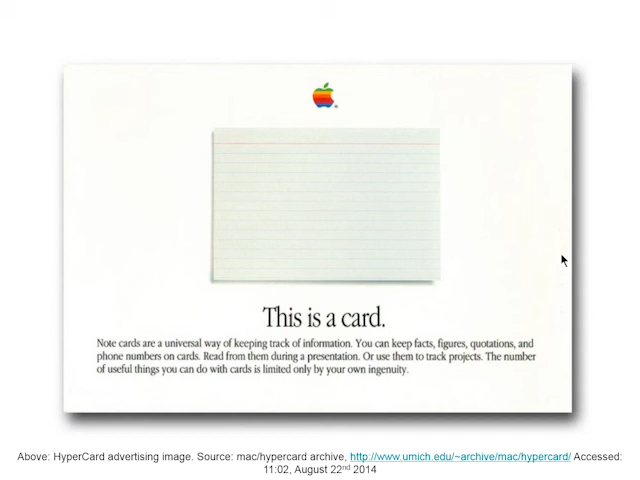 This is a card.
Note cards are a universal way of keeping track of information. You can keep facts, figures, quotations, and
phone numbers on cards. Read from them during a presentation. Or use them to track projects. The number
of useful things you can do with cards is limited only by your own ingenuity.
Above: HyperCard advertising image. Source: mac/hypercard archive, http://www.umich.edu/~archive/mac/hypercard/ Accessed:
11:02, August 22nd 2014